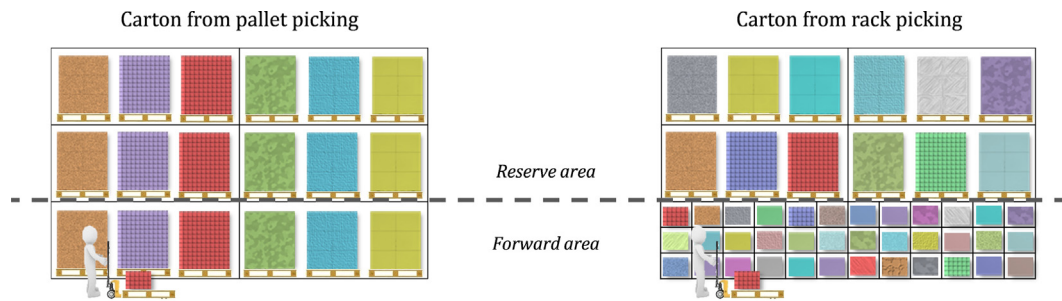 Carton from pallet picking
Carton from rack picking
Reserve area
Forward area